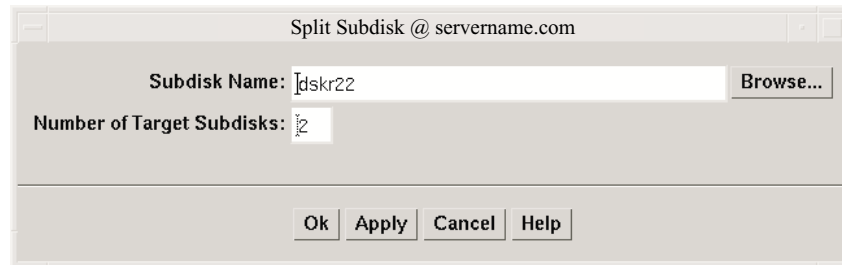 Split Subdisk @ servername.com
Subdisk Name: dskr22 Browse...
Number of Target Subdisks: 2
Ok Apply Cancel Help